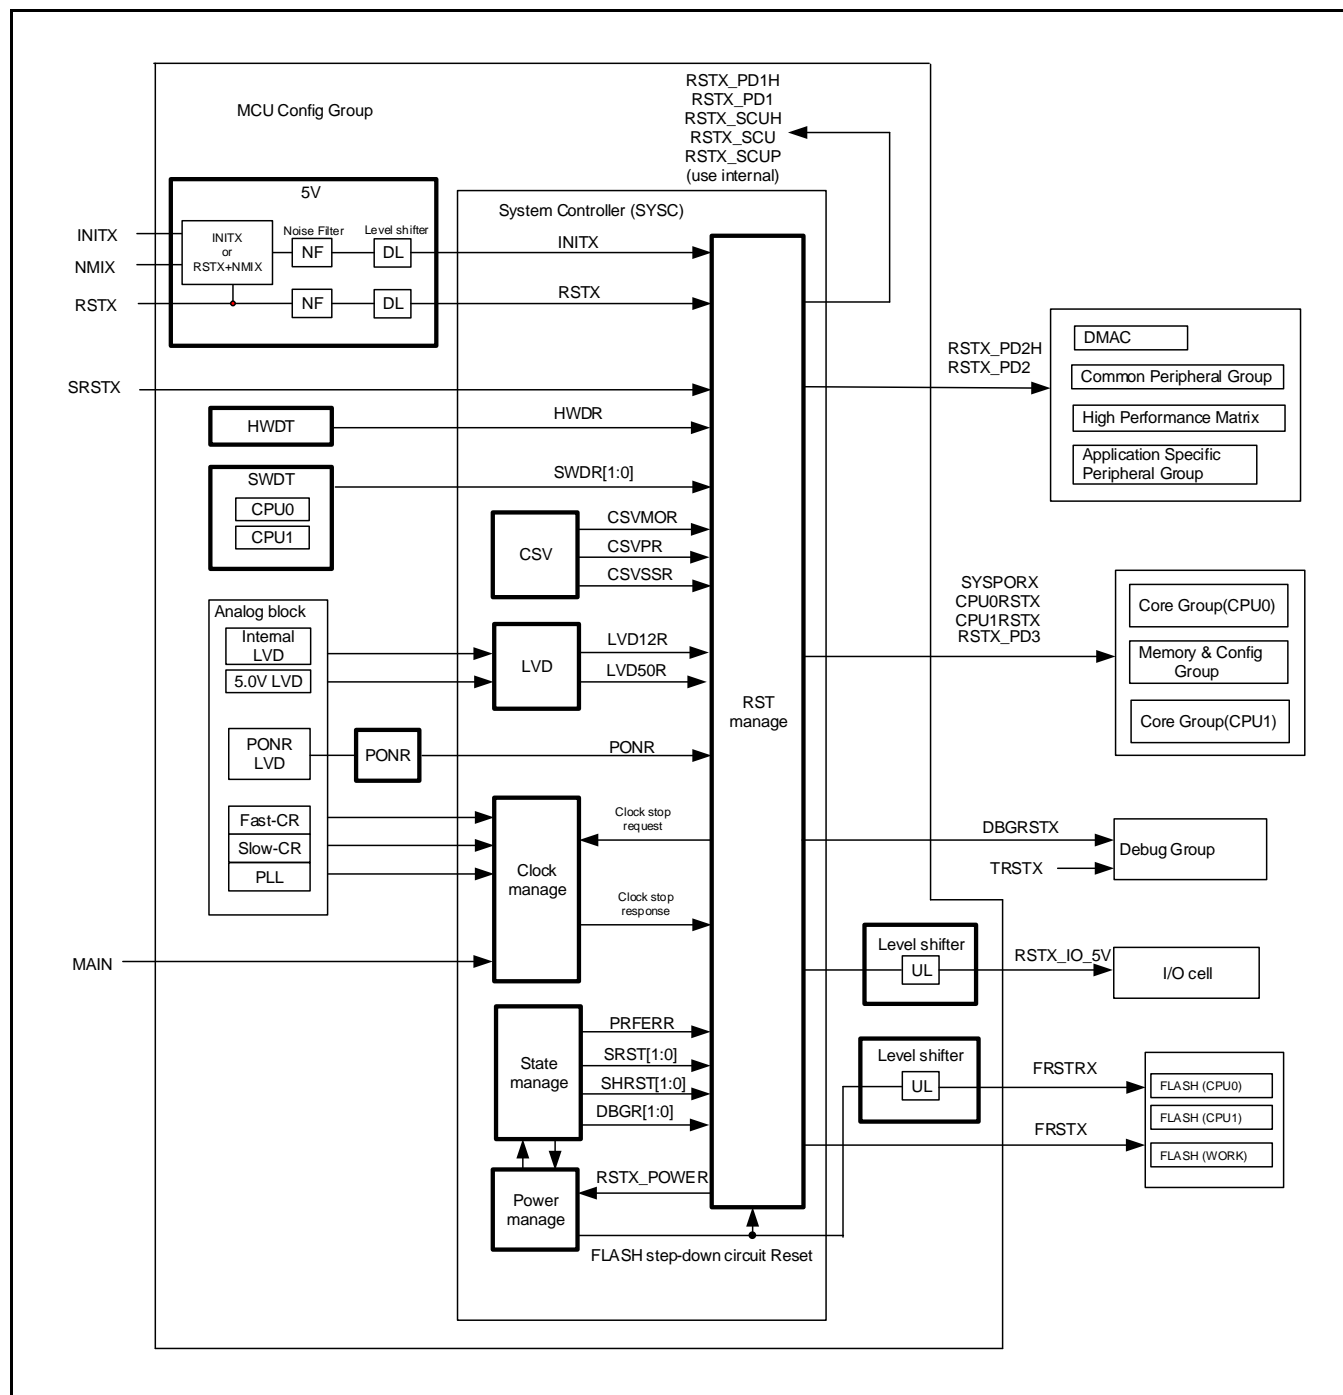 MCU Config Group
RSTX_PD1H
RSTX_PD1
RSTX_SCUH
RSTX_SCU
RSTX_SCUP
(use internal)
5V
INITX
NMIX
RSTX
INITX
or
RSTX+NMIX
Noise Filter
NF
Level shifter
DL
NF
DL
System Controller (SYSC)
INITX
RSTX
SRSTX
HWDT
HWDR
SWDT
CPU0
CPU1
SWDR[1:0]
CSV
CSVMOR
CSVPR
CSVSSR
Analog block
Internal
LVD
5.0V LVD
LVD
LVD12R
LVD50R
PONR
LVD
PONR
PONR
Fast-CR
Slow-CR
PLL
MAIN
Clock
manage
Clock stop
request
Clock stop
response
State
manage
PRFERR
SRST[1:0]
SHRST[1:0]
DBGR[1:0]
Power
manage
RSTX_POWER
FLASH step-down circuit Reset
RST
manage
RSTX_PD2H
RSTX_PD2
DMAC
Common Peripheral Group
High Performance Matrix
Application Specific
Peripheral Group
SYSPORX
CPU0RSTX
CPU1RSTX
RSTX_PD3
Core Group(CPU0)
Memory & Config
Group
Core Group(CPU1)
DBGRSTX
TRSTX
Debug Group
Level shifter
UL
RSTX_IO_5V
I/O cell
Level shifter
UL
FRSTRX
FRSTX
FLASH (CPU0)
FLASH (CPU1)
FLASH (WORK)